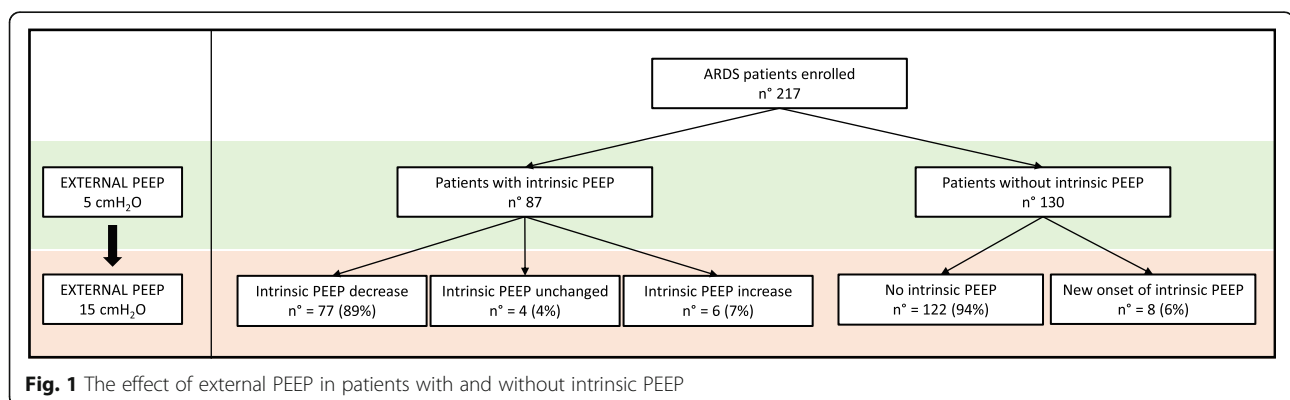 ARDS patients enrolled
n° 217
EXTERNAL PEEP
5 cmH₂O
Patients with intrinsic PEEP
n° 87
Patients without intrinsic PEEP
n° 130
EXTERNAL PEEP
15 cmH₂O
Intrinsic PEEP decrease
n° = 77 (89%)
Intrinsic PEEP unchanged
n° = 4 (4%)
Intrinsic PEEP increase
n° = 6 (7%)
No intrinsic PEEP
n° = 122 (94%)
New onset of intrinsic PEEP
n° = 8 (6%)
Fig. 1 The effect of external PEEP in patients with and without intrinsic PEEP